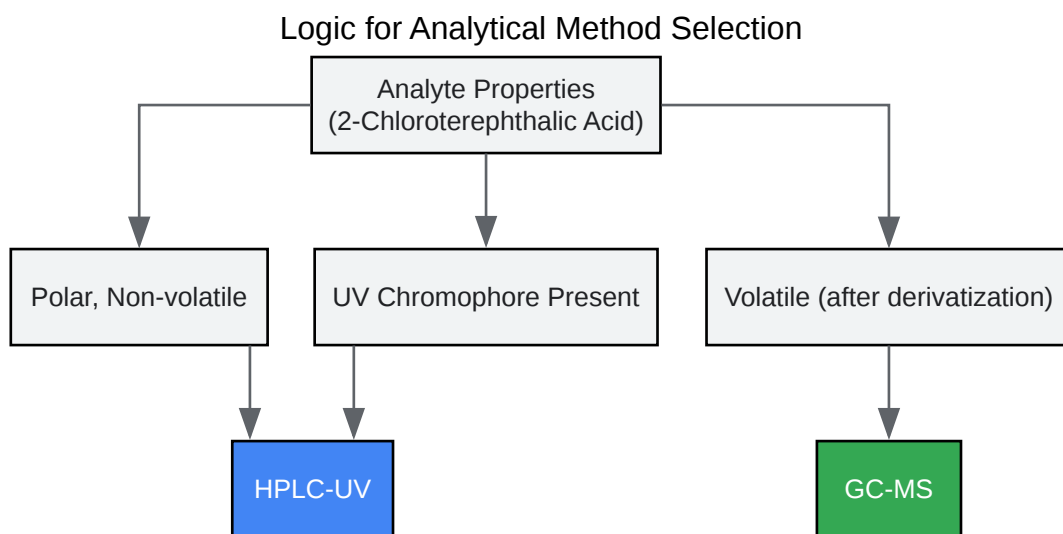 Logic for Analytical Method Selection
Analyte Properties
(2-Chloroterephthalic Acid)
Polar, Non-volatile
UV Chromophore Present
Volatile (after derivatization)
HPLC-UV
GC-MS